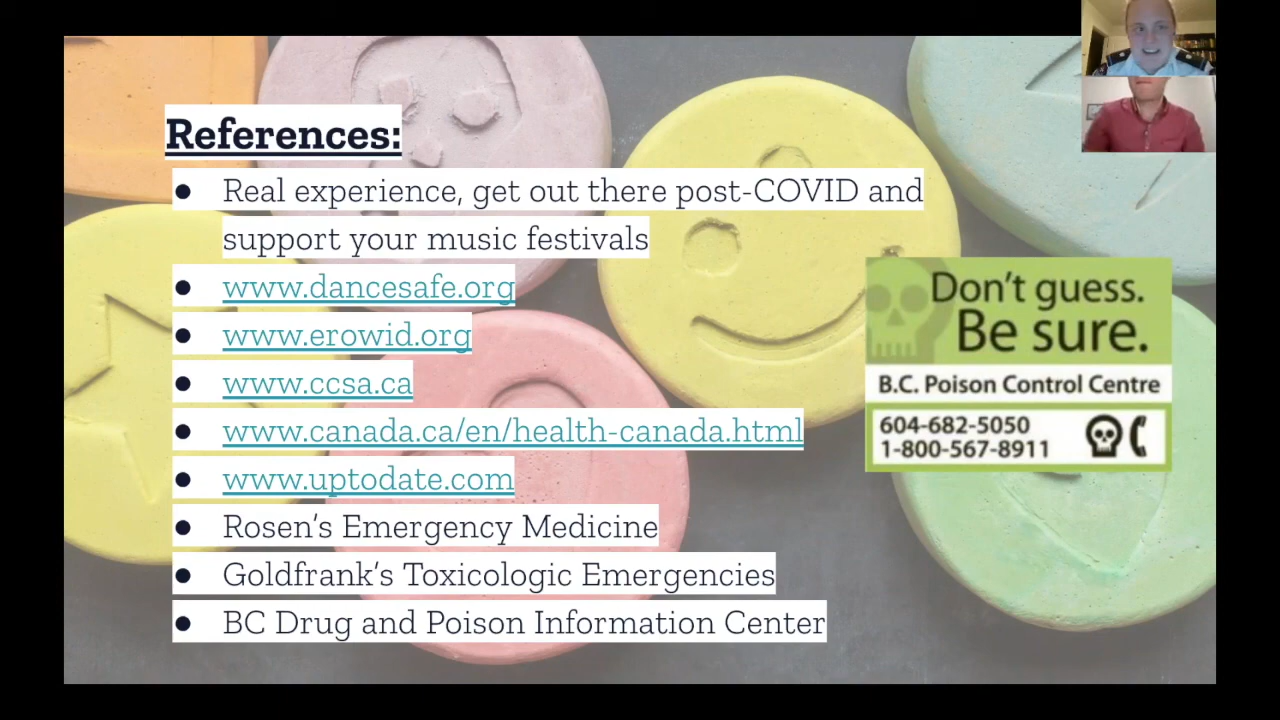 References:
● Real experience, get out there post-COVID and
support your music festivals
● www.dancesafe.org
● www.erowid.org
● www.ccsa.ca
● www.canada.ca/en/health-canada.html
● www.uptodate.com
● Rosen's Emergency Medicine
● Goldfrank's Toxicologic Emergencies
● BC Drug and Poison Information Center
Don't guess.
Be sure.
B.C. Poison Control Centre
604-682-5050
1-800-567-8911